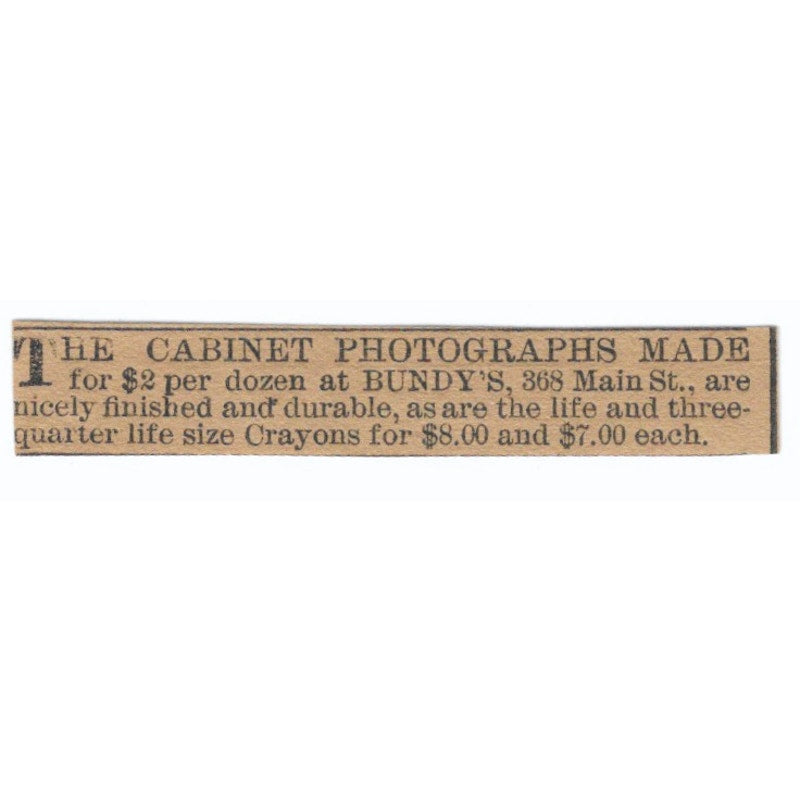 THE CABINET PHOTOGRAPHS MADE
for $2 per dozen at BUNDY'S, 368 Main St., are
nicely finished and durable, as are the life and three-
quarter life size Crayons for $8.00 and $7.00 each.